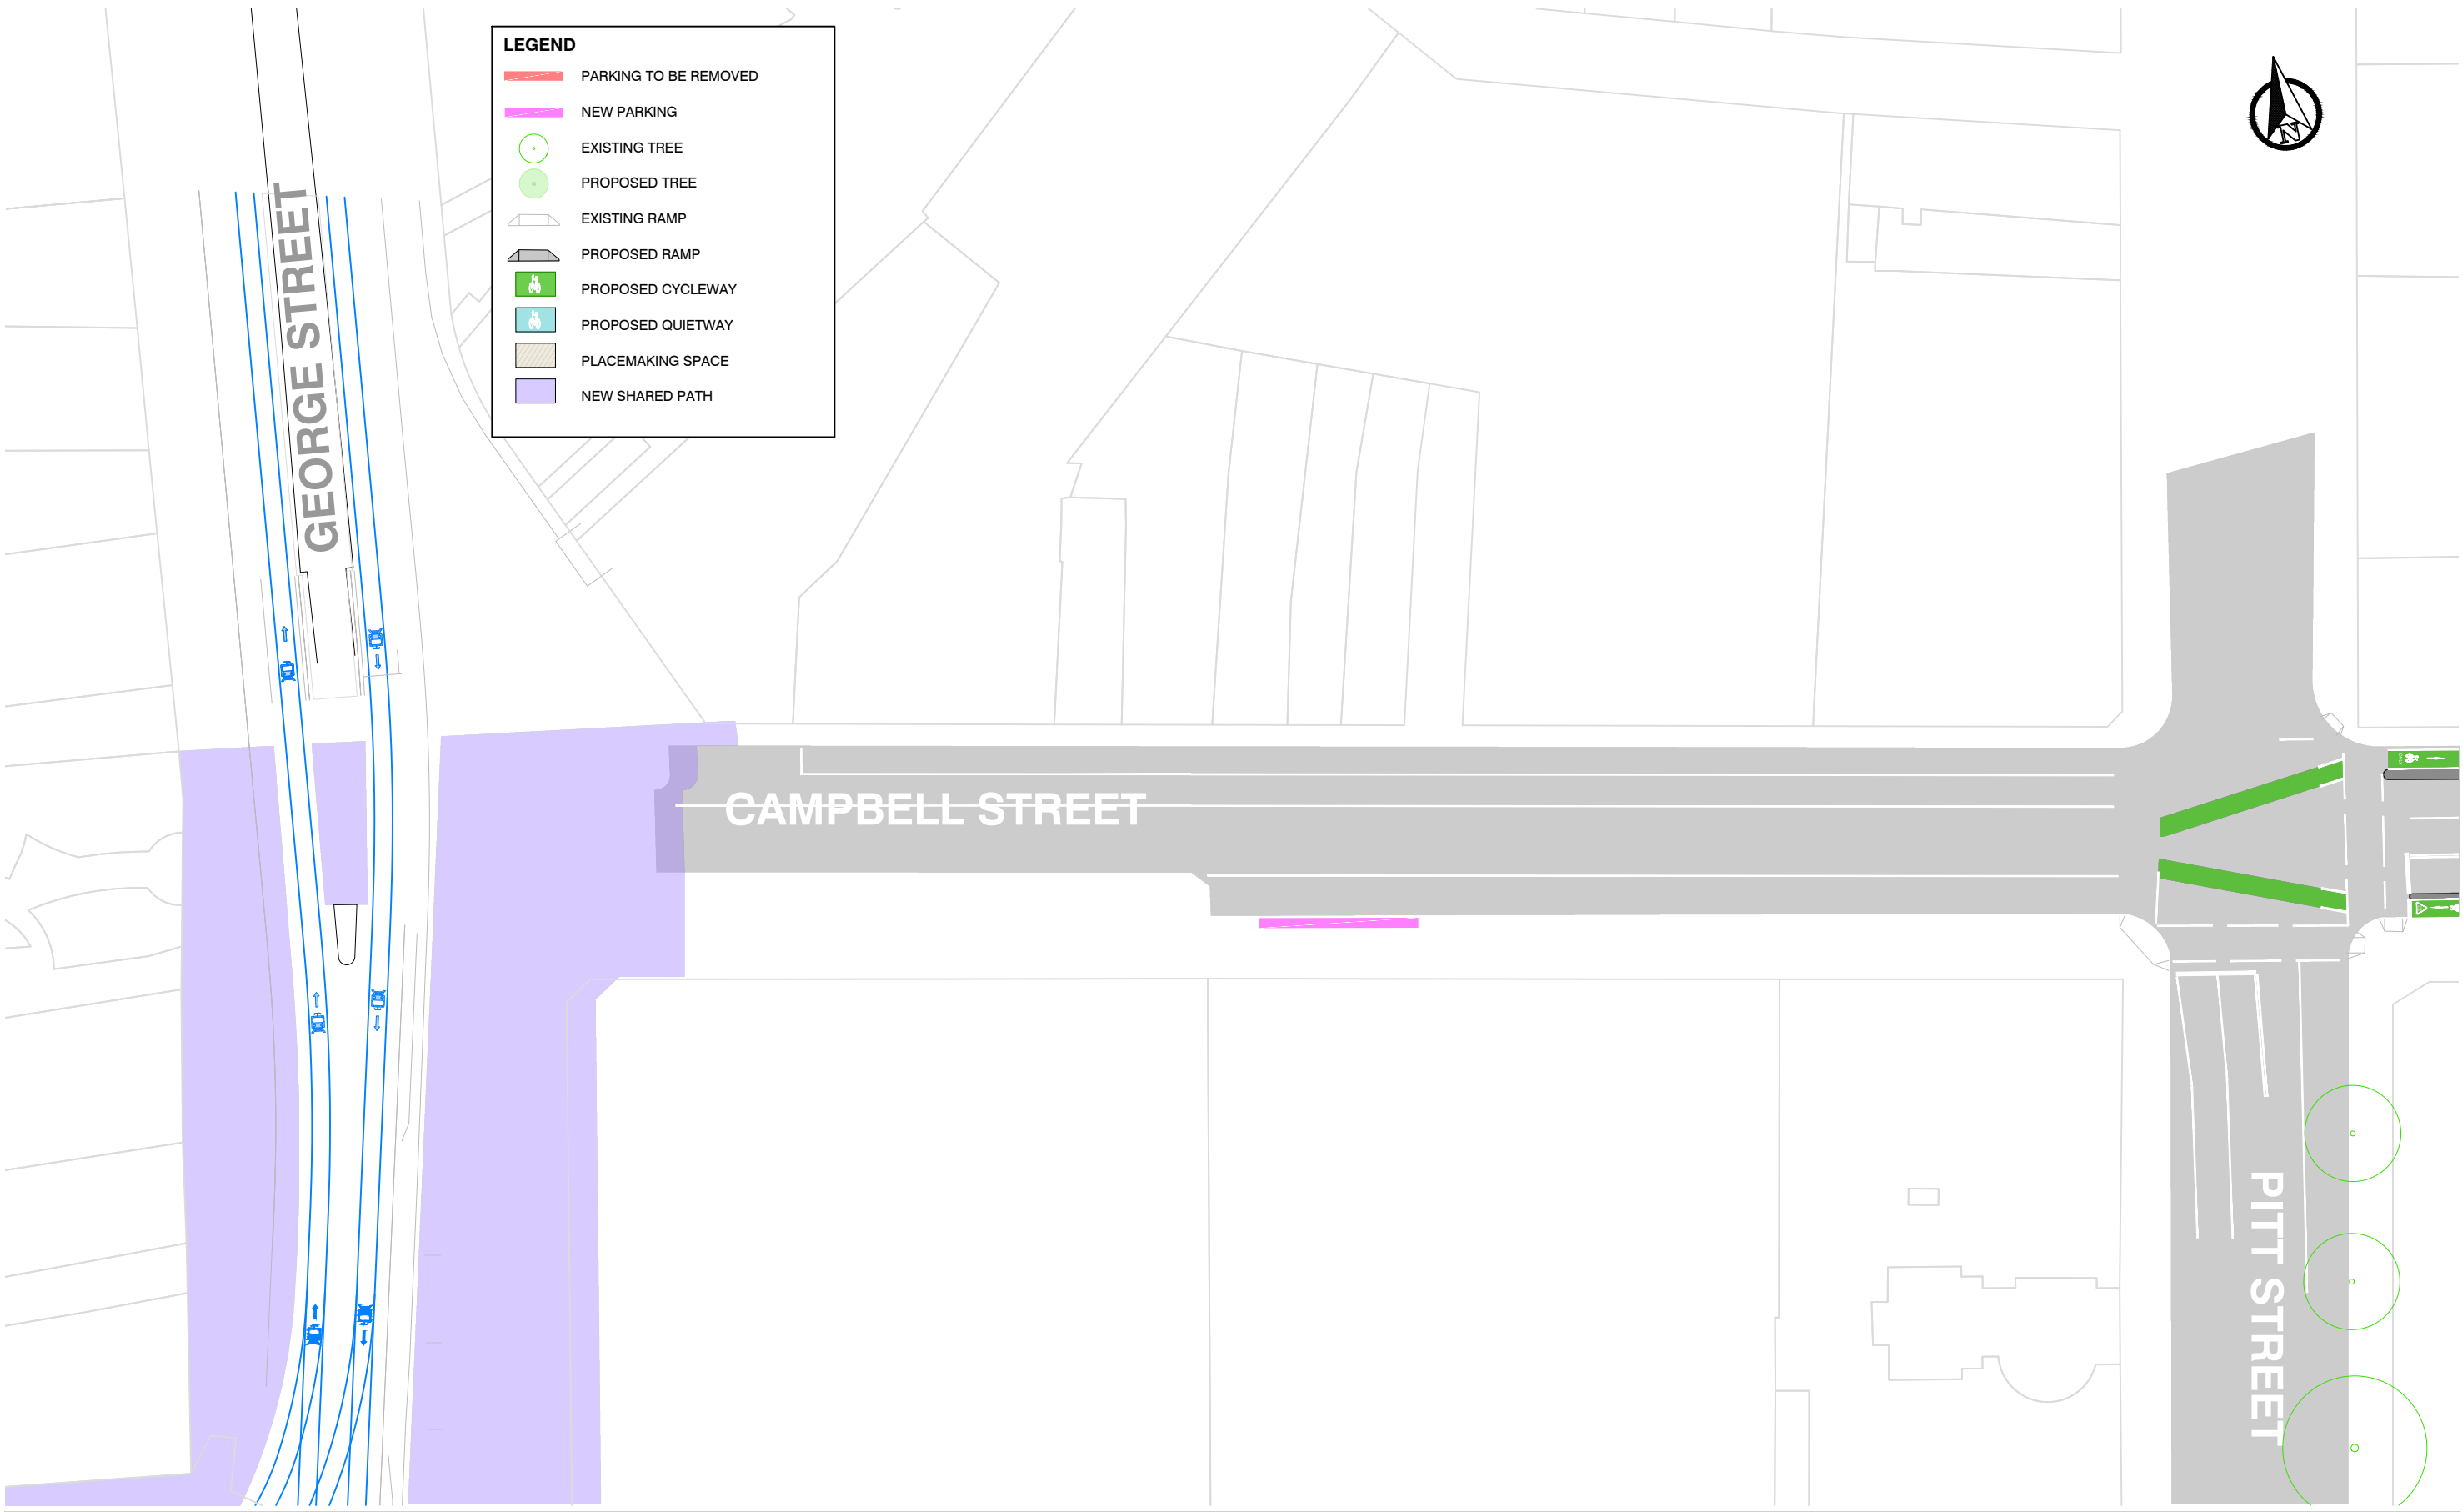 LEGEND
PARKING TO BE REMOVED
NEW PARKING
EXISTING TREE
PROPOSED TREE
EXISTING RAMP
PROPOSED RAMP
PROPOSED CYCLEWAY
PROPOSED QUIETWAY
PLACEMAKING SPACE
NEW SHARED PATH
N
GEORGE STREET
CAMPBELL STREET
PITT STREET